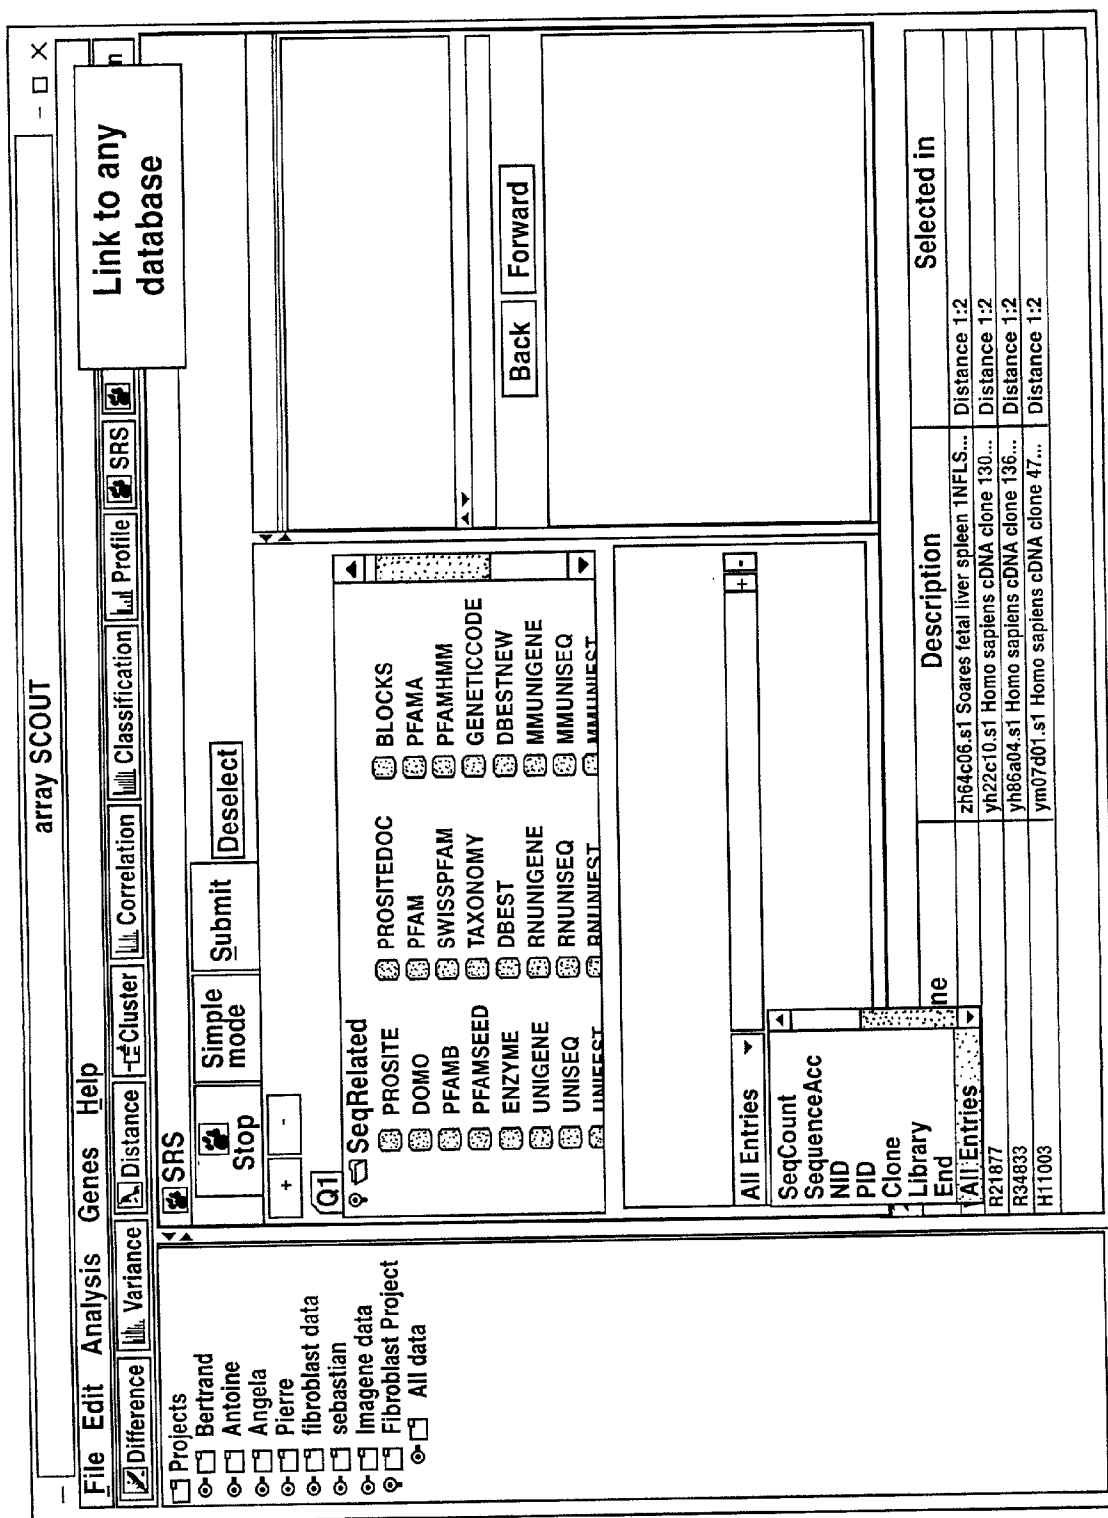 array SCOUT
File Edit Analysis Genes Help
Difference Variance Distance Cluster Correlation Classification Profile SRS
Link to any
database
Projects
Bertrand
Antoine
Angela
Pierre
fibroblast data
sebastian
Imagene data
Fibroblast Project
All data
SRS
Stop Simple mode Submit Deselect
+ -
Q1
SeqRelated
PROSITE PROSITEDOC BLOCKS
DOMO PFAM PFAMA
PFAMB SWISSPFAM PFAMHMM
PFAMSEED TAXONOMY GENETICCODE
ENZYME DBEST DBESTNEW
UNIGENE RNUNIGENE MMUNIGENE
UNISEQ RNUNISEQ MMUNISEQ
UNIEST RNUNIEST MMUNIEST
Back Forward
All Entries + -
SeqCount
SequenceAcc
NID
PID
Clone
Library
End
All Entries
ne Description Selected in
zh64c06.s1 Soares fetal liver spleen 1NFLS... Distance 1:2
R21877 yh22c10.s1 Homo sapiens cDNA clone 130... Distance 1:2
R34833 yh86a04.s1 Homo sapiens cDNA clone 136... Distance 1:2
H11003 ym07d01.s1 Homo sapiens cDNA clone 47... Distance 1:2